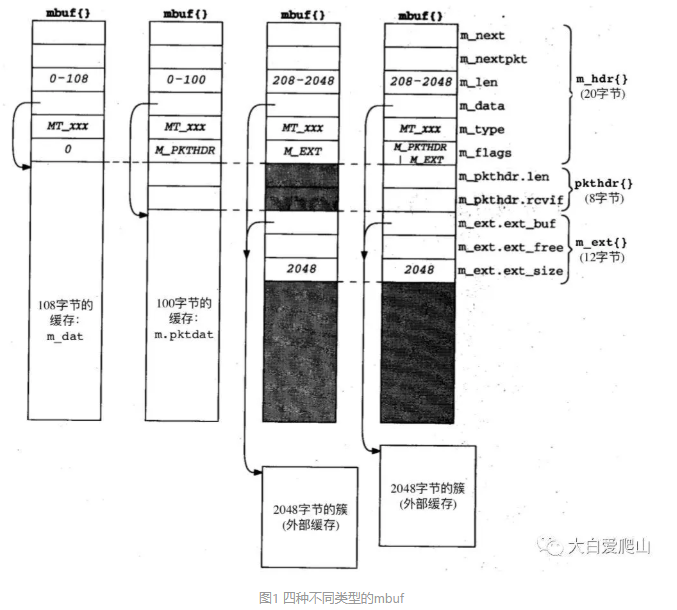 mbuf{} mbuf{} mbuf{} mbuf{}
m_next
m_nextpkt
0-108 0-100 208-2048 208-2048 m_len
m_hdr{}
(20字节)
m_data
MT_xxx MT_xxx MT_xxx MT_xxx m_type
0 M_PKTHDR M_EXT M_PKTHDR | M_EXT m_flags
m_pkthdr.len
pkthdr{}
(8字节)
m_pkthdr.rcvif
m_ext.ext_buf
m_ext.ext_free
m_ext{}
(12字节)
2048 2048 m_ext.ext_size
108字节的
缓存:
m_dat
100字节的
缓存:
m.pktdat
2048字节的簇
(外部缓存)
2048字节的簇
(外部缓存)
大白爱爬山
图1 四种不同类型的mbuf